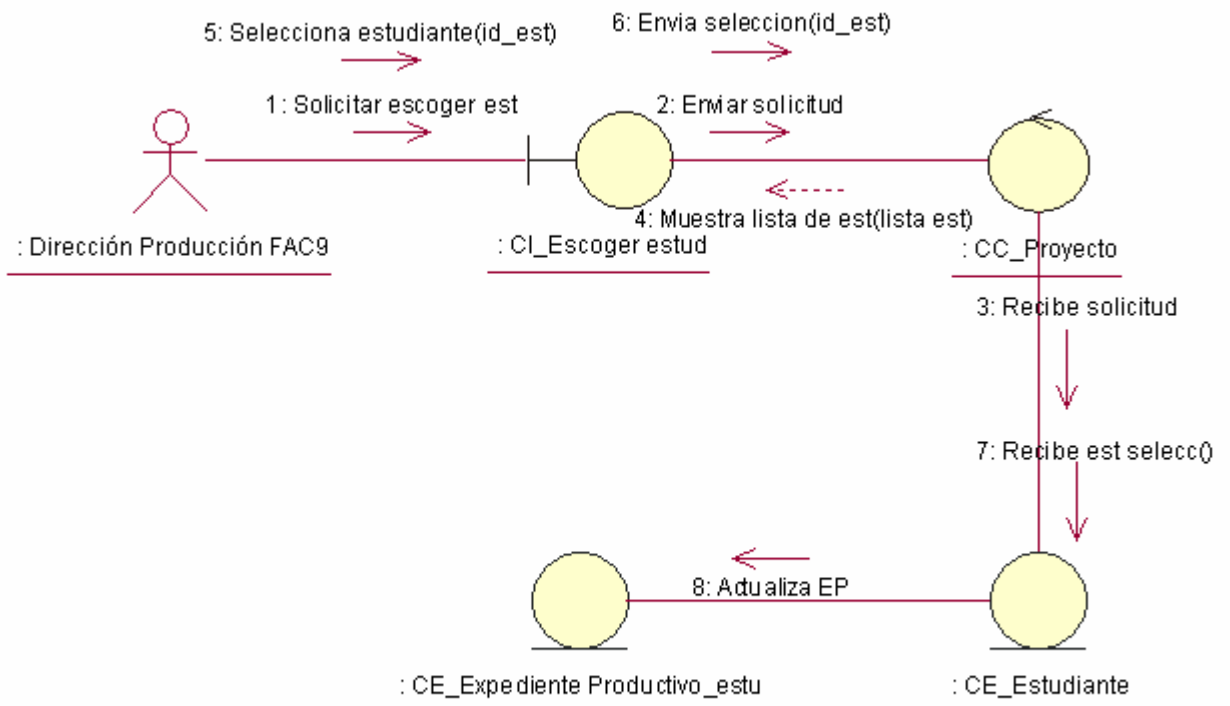 5: Selecciona estudiante(id_est)
6: Envia seleccion(id_est)
1: Solicitar escoger est
2: Enviar solicitud
4: Muestra lista de est(lista est)
: Dirección Producción FAC9
: CI_Escoger estud
: CC_Proyecto
3: Recibe solicitud
7: Recibe est selecc()
8: Actualiza EP
: CE_Expediente Productivo_estu
: CE_Estudiante